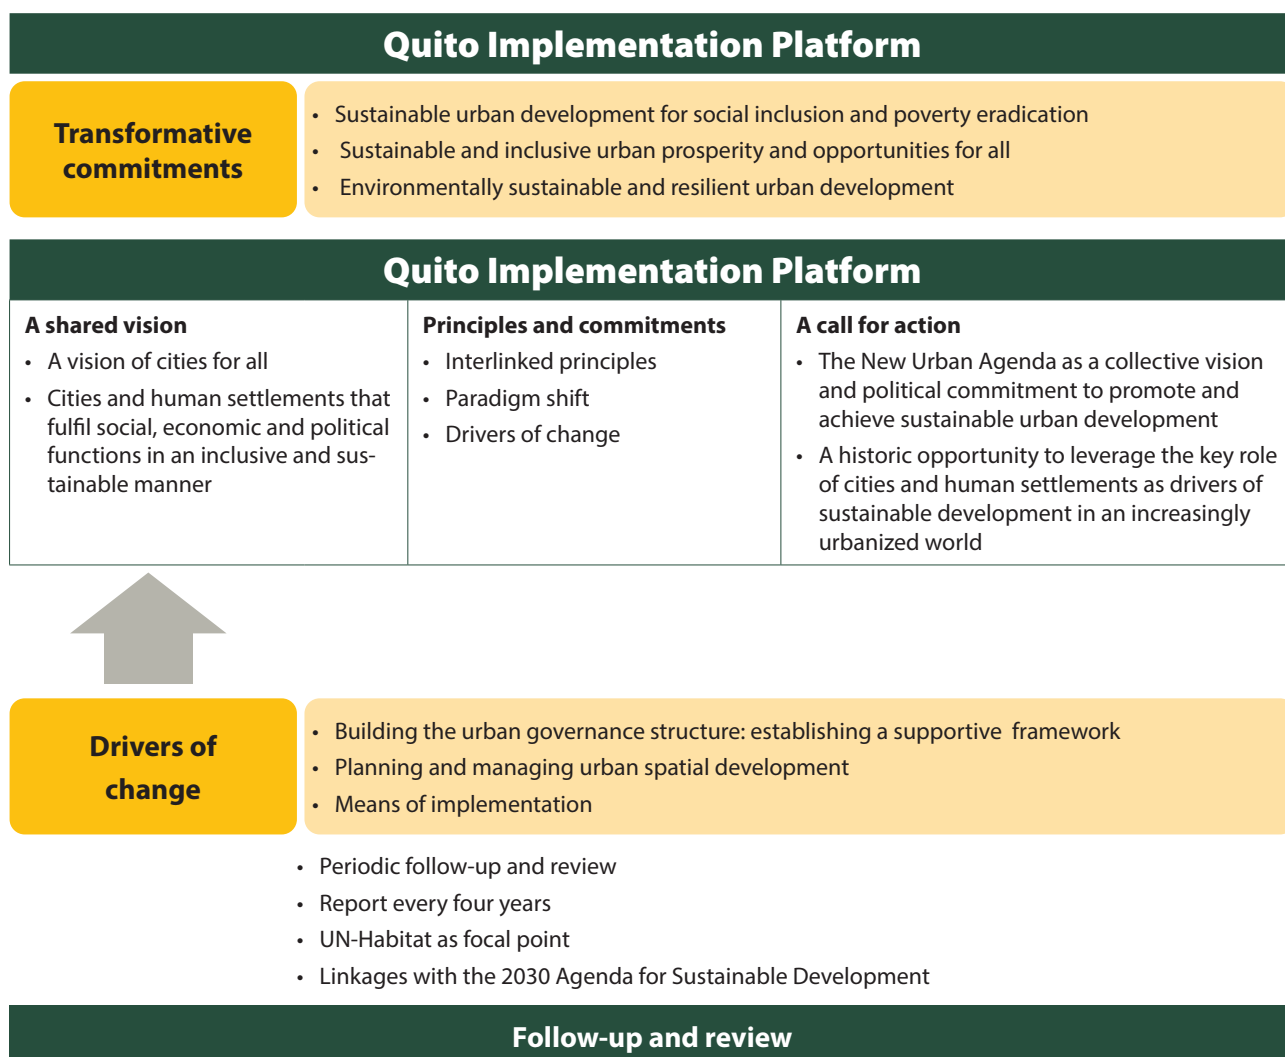 Quito Implementation Platform
Transformative
commitments
• Sustainable urban development for social inclusion and poverty eradication
• Sustainable and inclusive urban prosperity and opportunities for all
• Environmentally sustainable and resilient urban development
Quito Implementation Platform
A shared vision
• A vision of cities for all
• Cities and human settlements that
fulfil social, economic and political
functions in an inclusive and sus-
tainable manner
Principles and commitments
• Interlinked principles
• Paradigm shift
• Drivers of change
A call for action
• The New Urban Agenda as a collective vision
and political commitment to promote and
achieve sustainable urban development
• A historic opportunity to leverage the key role
of cities and human settlements as drivers of
sustainable development in an increasingly
urbanized world
Drivers of
change
• Building the urban governance structure: establishing a supportive framework
• Planning and managing urban spatial development
• Means of implementation
• Periodic follow-up and review
• Report every four years
• UN-Habitat as focal point
• Linkages with the 2030 Agenda for Sustainable Development
Follow-up and review